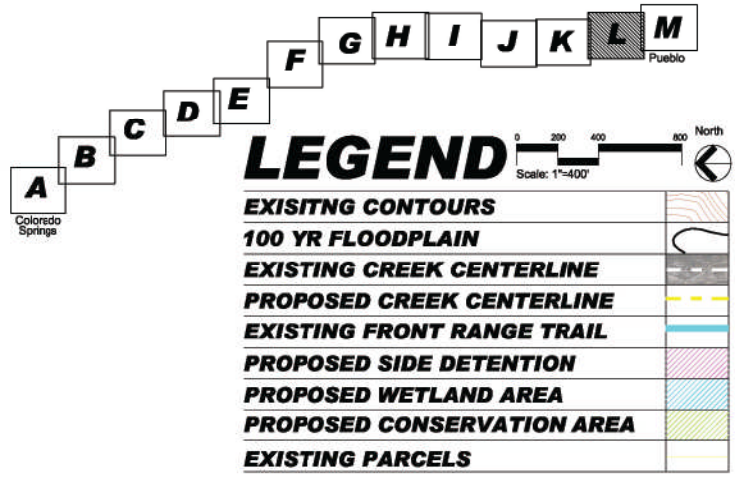 A
Colorado
Springs
B
C
D
E
F
G
H
I
J
K
L
M
Pueblo
LEGEND
0 200 400 800
Scale: 1"=400'
North
EXISITNG CONTOURS
100 YR FLOODPLAIN
EXISTING CREEK CENTERLINE
PROPOSED CREEK CENTERLINE
EXISTING FRONT RANGE TRAIL
PROPOSED SIDE DETENTION
PROPOSED WETLAND AREA
PROPOSED CONSERVATION AREA
EXISTING PARCELS